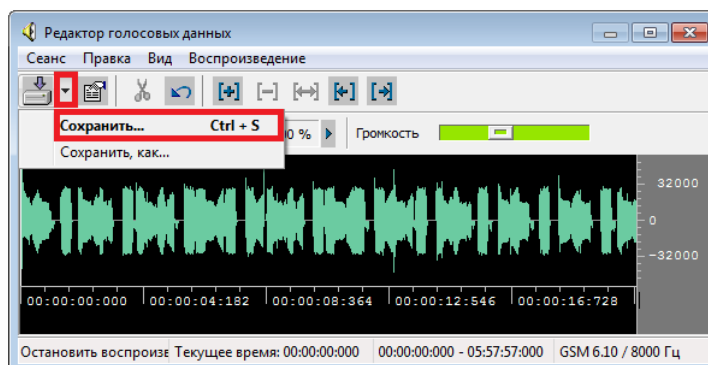 Редактор голосовых данных
Сеанс Правка Вид Воспроизведение
Сохранить... Ctrl + S
0 % Громкость
Сохранить, как...
32000
0
-32000
00:00:00:000 00:00:04:182 00:00:08:364 00:00:12:546 00:00:16:728
Остановить воспроизв Текущее время: 00:00:00:000 00:00:00:000 - 05:57:57:000 GSM 6.10 / 8000 Гц